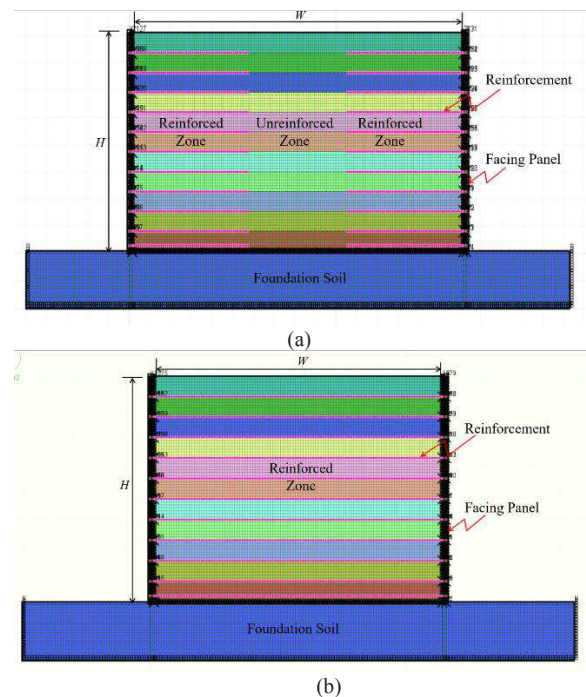 W
Reinforcement
H
Reinforced Unreinforced Reinforced
Zone Zone Zone
Facing Panel
Foundation Soil
(a)
W
Reinforcement
Reinforced
Zone
H
Facing Panel
Foundation Soil
(b)